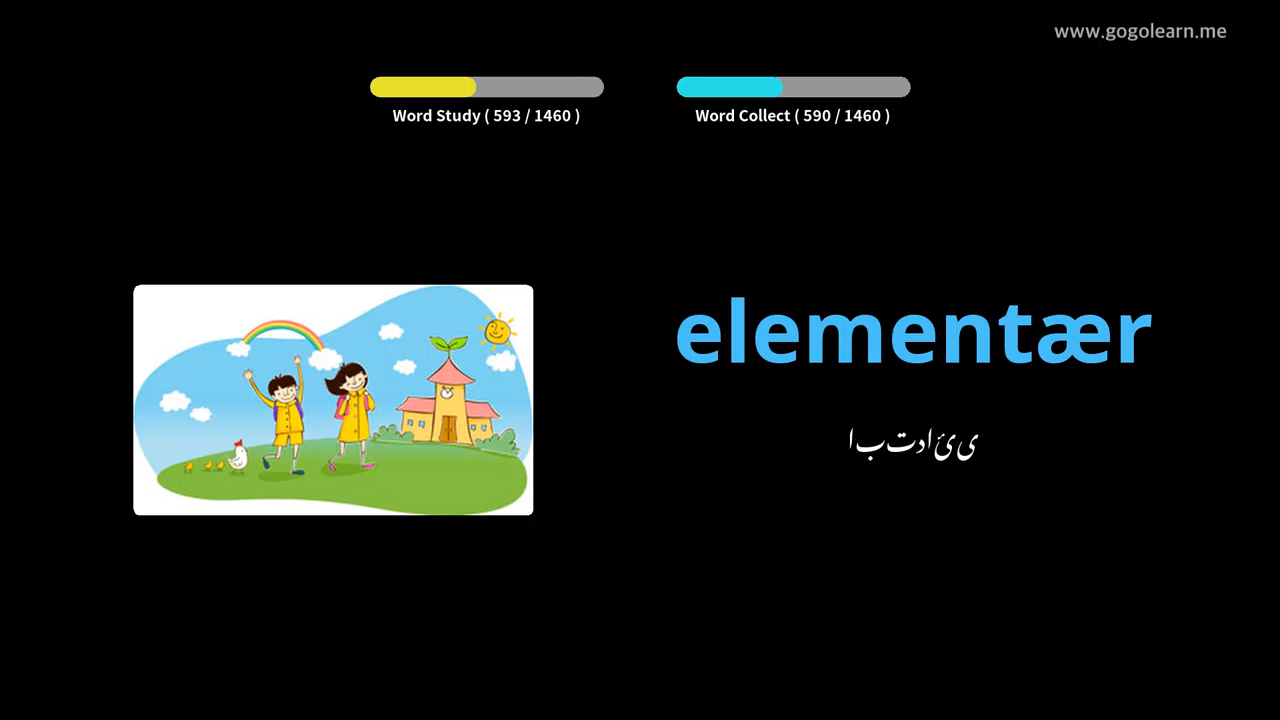 www.gogolearn.me
Word Study ( 593 / 1460 )
Word Collect ( 590 / 1460 )
elementær
ابتدائی